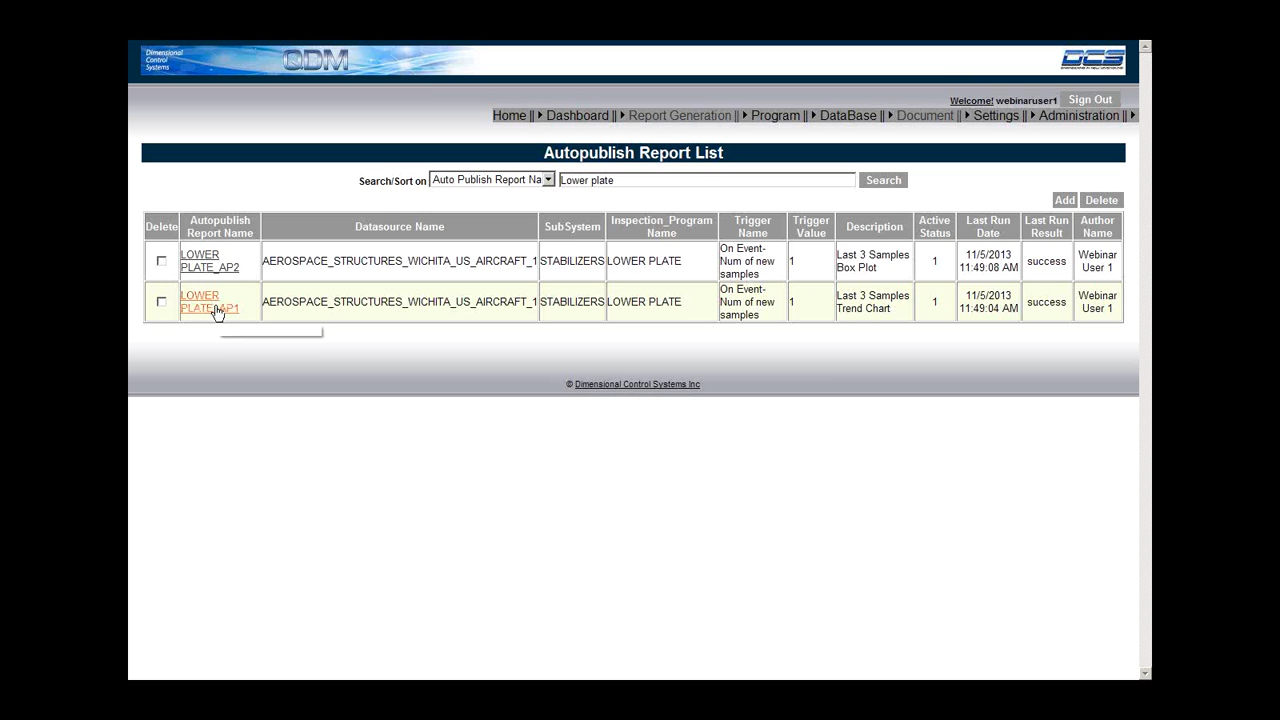 Dimensional
Control
Systems
QDM
DCS
Welcome! webinaruser1 Sign Out
Home || Dashboard || Report Generation || Program || DataBase || Document || Settings || Administration ||
Autopublish Report List
Search/Sort on Auto Publish Report Na Lower plate Search
Add Delete
Delete Autopublish Report Name Datasource Name SubSystem Inspection_Program Name Trigger Name Trigger Value Description Active Status Last Run Date Last Run Result Author Name
LOWER PLATE_AP2 AEROSPACE_STRUCTURES_WICHITA_US_AIRCRAFT_1 STABILIZERS LOWER PLATE On Event-Num of new samples 1 Last 3 Samples Box Plot 1 11/5/2013 11:49:08 AM success Webinar User 1
LOWER PLATE_AP1 AEROSPACE_STRUCTURES_WICHITA_US_AIRCRAFT_1 STABILIZERS LOWER PLATE On Event-Num of new samples 1 Last 3 Samples Trend Chart 1 11/5/2013 11:49:04 AM success Webinar User 1
© Dimensional Control Systems Inc